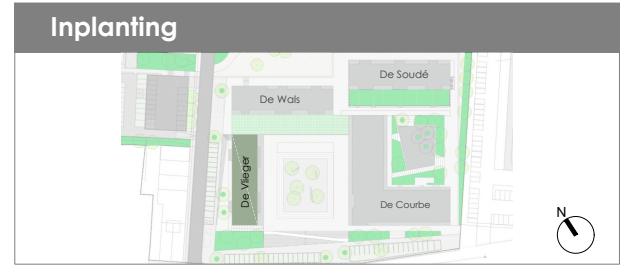 Inplanting
De Soudé
De Wals
De Vlieger
De Courbe
N